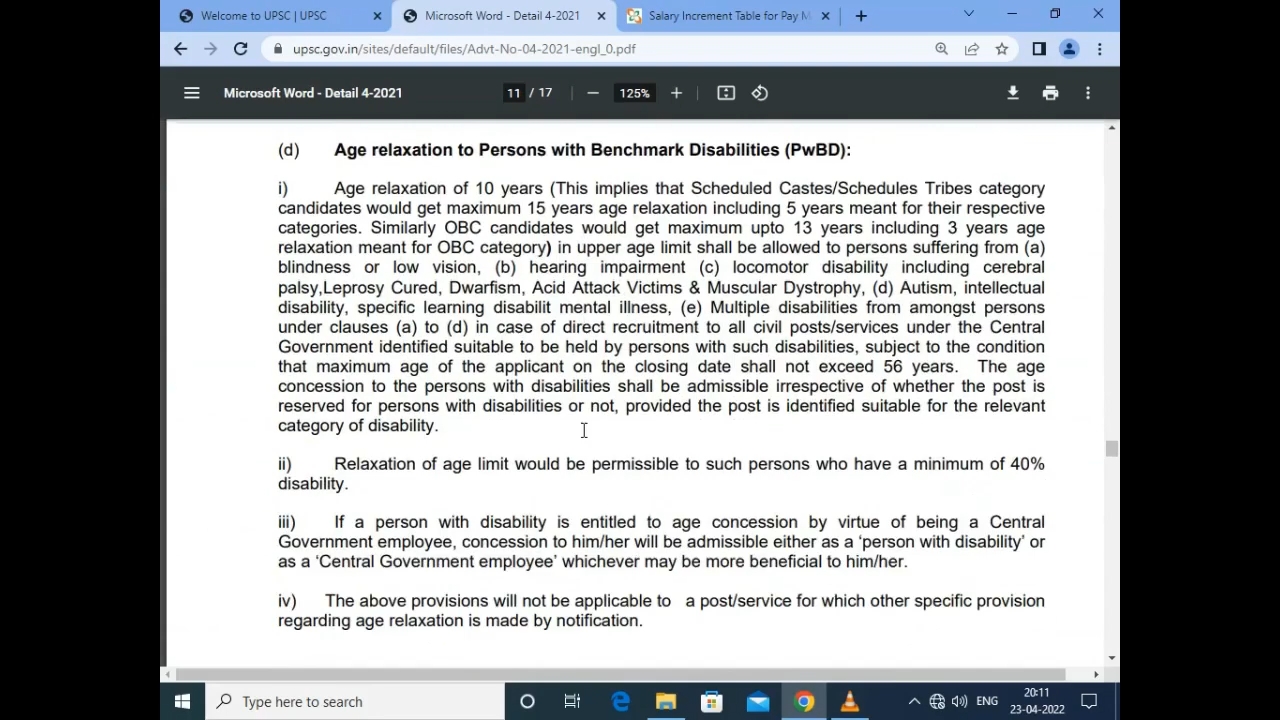 Welcome to UPSC | UPSC
Microsoft Word - Detail 4-2021
Salary Increment Table for Pay M
upsc.gov.in/sites/default/files/Advt-No-04-2021-engl_0.pdf
Microsoft Word - Detail 4-2021
11 / 17
125%
(d) Age relaxation to Persons with Benchmark Disabilities (PwBD):
i) Age relaxation of 10 years (This implies that Scheduled Castes/Schedules Tribes category
candidates would get maximum 15 years age relaxation including 5 years meant for their respective
categories. Similarly OBC candidates would get maximum upto 13 years including 3 years age
relaxation meant for OBC category) in upper age limit shall be allowed to persons suffering from (a)
blindness or low vision, (b) hearing impairment (c) locomotor disability including cerebral
palsy,Leprosy Cured, Dwarfism, Acid Attack Victims & Muscular Dystrophy, (d) Autism, intellectual
disability, specific learning disabilit mental illness, (e) Multiple disabilities from amongst persons
under clauses (a) to (d) in case of direct recruitment to all civil posts/services under the Central
Government identified suitable to be held by persons with such disabilities, subject to the condition
that maximum age of the applicant on the closing date shall not exceed 56 years. The age
concession to the persons with disabilities shall be admissible irrespective of whether the post is
reserved for persons with disabilities or not, provided the post is identified suitable for the relevant
category of disability.
ii) Relaxation of age limit would be permissible to such persons who have a minimum of 40%
disability.
iii) If a person with disability is entitled to age concession by virtue of being a Central
Government employee, concession to him/her will be admissible either as a ‘person with disability’ or
as a ‘Central Government employee’ whichever may be more beneficial to him/her.
iv) The above provisions will not be applicable to a post/service for which other specific provision
regarding age relaxation is made by notification.
Type here to search
ENG
20:11
23-04-2022